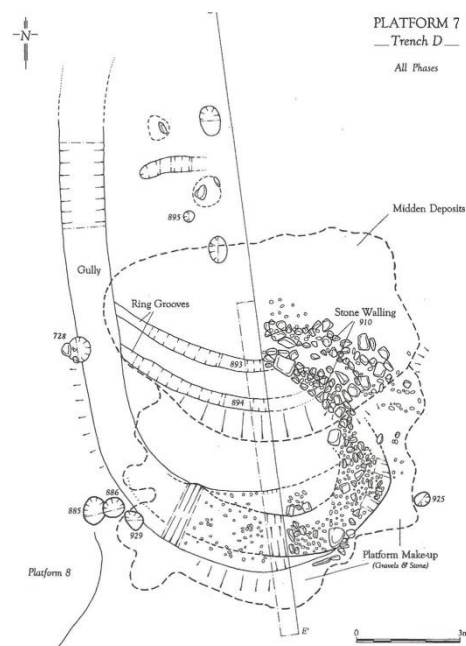 PLATFORM 7
Trench D
All Phases
N
Midden Deposits
895
Gully
Ring Grooves
Stone Walling
910
728
893
894
925
886
885
929
Platform Make-up
(Gravels & Stone)
Platform 8
E'
0 3m